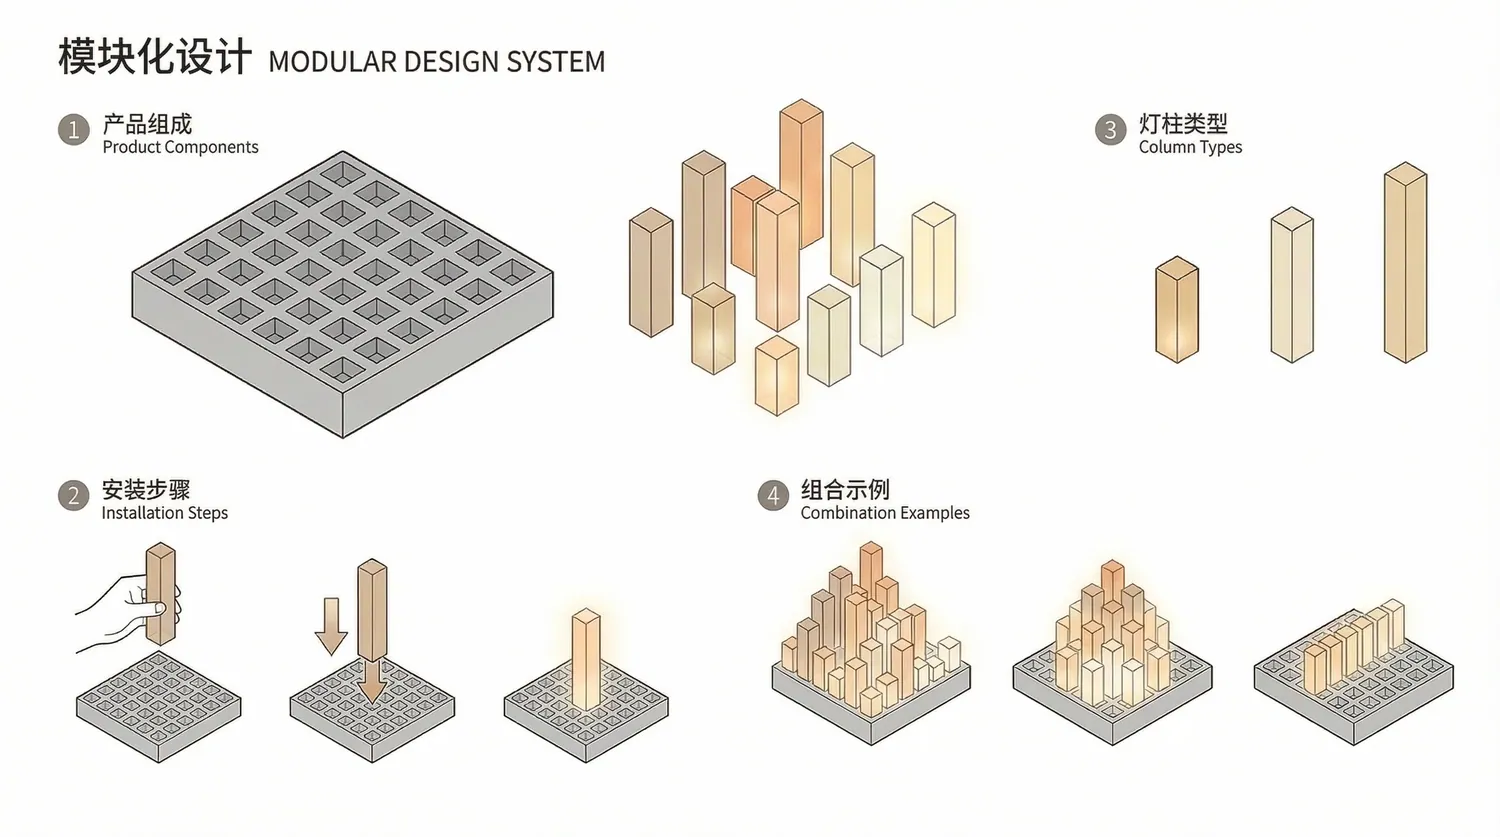 模块化设计 MODULAR DESIGN SYSTEM
1 产品组成
Product Components
3 灯柱类型
Column Types
2 安装步骤
Installation Steps
4 组合示例
Combination Examples